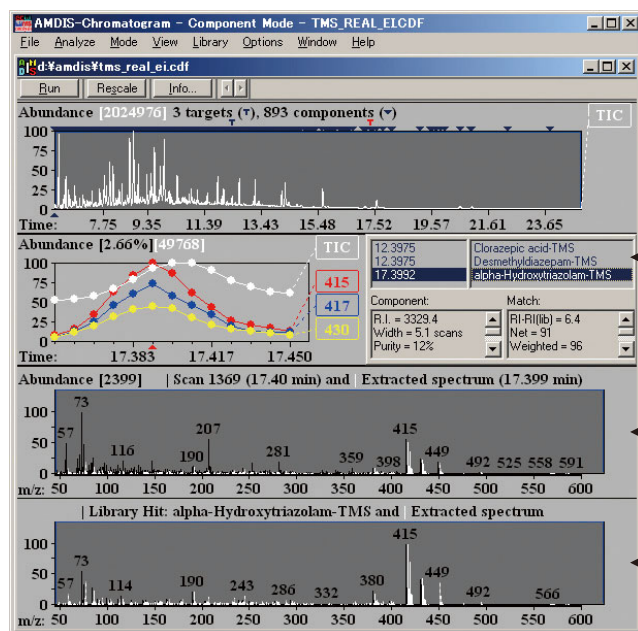 AMDIS-Chromatogram - Component Mode - TMS_REAL_EI.CDF
File Analyze Mode View Library Options Window Help
d:¥amdis¥tms_real_ei.cdf
Run Rescale Info...
Abundance [2024976] 3 targets (T), 893 components (▼) TIC
100
75
50
25
0
Time: 7.75 9.35 11.39 13.43 15.48 17.52 19.57 21.61 23.65
Abundance [2.66%] [49768] TIC
100
75
50
25
0
415
417
430
Time: 17.383 17.417 17.450
12.3975 Clorazepic acid-TMS
12.3975 Desmethyldiazepam-TMS
17.3992 alpha-Hydroxytriazolam-TMS
Component: Match:
R.I. = 3329.4 RI-RI(lib) = 6.4
Width = 5.1 scans Net = 91
Purity = 12% Weighted = 96
Abundance [2399] | Scan 1369 (17.40 min) and | Extracted spectrum (17.399 min)
100
50
0
57 73 116 190 207 281 359 398 415 449 492 525 558 591
m/z: 50 100 150 200 250 300 350 400 450 500 550 600
| Library Hit: alpha-Hydroxytriazolam-TMS and | Extracted spectrum
100
50
0
57 73 114 190 243 286 332 380 415 449 492 566
m/z: 50 100 150 200 250 300 350 400 450 500 550 600